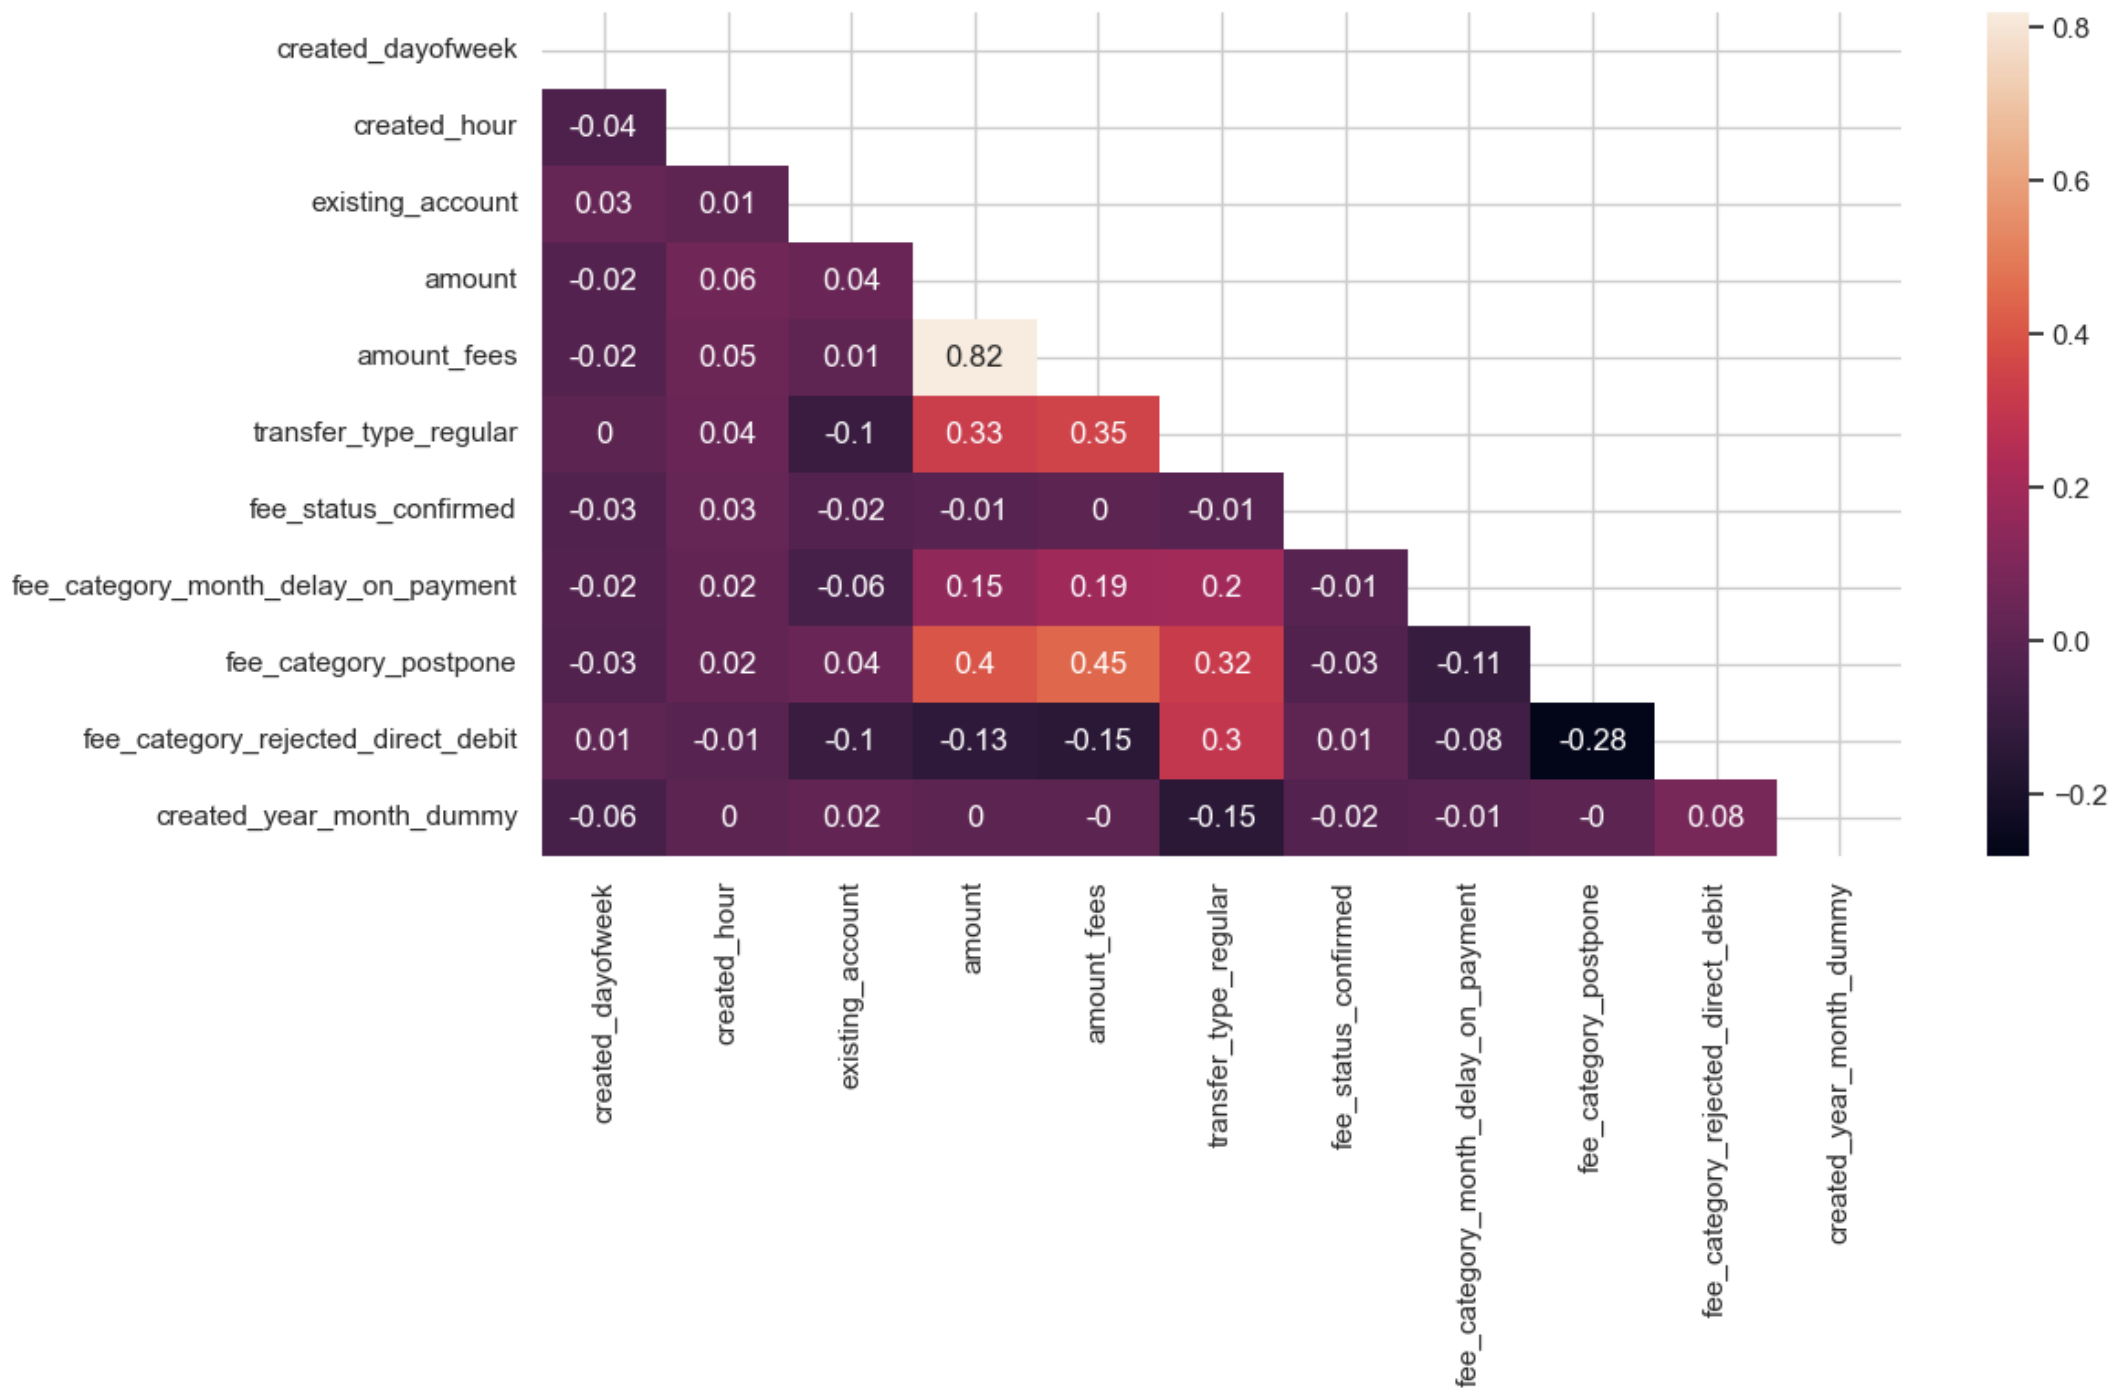 created_dayofweek
created_hour -0.04
existing_account 0.03 0.01
amount -0.02 0.06 0.04
amount_fees -0.02 0.05 0.01 0.82
transfer_type_regular 0 0.04 -0.1 0.33 0.35
fee_status_confirmed -0.03 0.03 -0.02 -0.01 0 -0.01
fee_category_month_delay_on_payment -0.02 0.02 -0.06 0.15 0.19 0.2 -0.01
fee_category_postpone -0.03 0.02 0.04 0.4 0.45 0.32 -0.03 -0.11
fee_category_rejected_direct_debit 0.01 -0.01 -0.1 -0.13 -0.15 0.3 0.01 -0.08 -0.28
created_year_month_dummy -0.06 0 0.02 0 -0 -0.15 -0.02 -0.01 -0 0.08
created_dayofweek
created_hour
existing_account
amount
amount_fees
transfer_type_regular
fee_status_confirmed
fee_category_month_delay_on_payment
fee_category_postpone
fee_category_rejected_direct_debit
created_year_month_dummy
0.8
0.6
0.4
0.2
0.0
−0.2